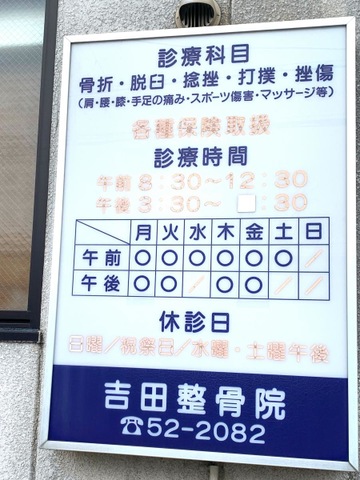 診療科目
骨折・脱臼・捻挫・打撲・挫傷
(肩・腰・膝・手足の痛み・スポーツ傷害・マッサージ等)
各種保険取扱
診療時間
午前 8:30〜12:30
午後 3:30〜 :30
月 火 水 木 金 土 日
午前 ○ ○ ○ ○ ○ ○ /
午後 ○ ○ / ○ ○ / /
休診日
日曜/祝祭日/水曜・土曜午後
吉田整骨院
☎52-2082